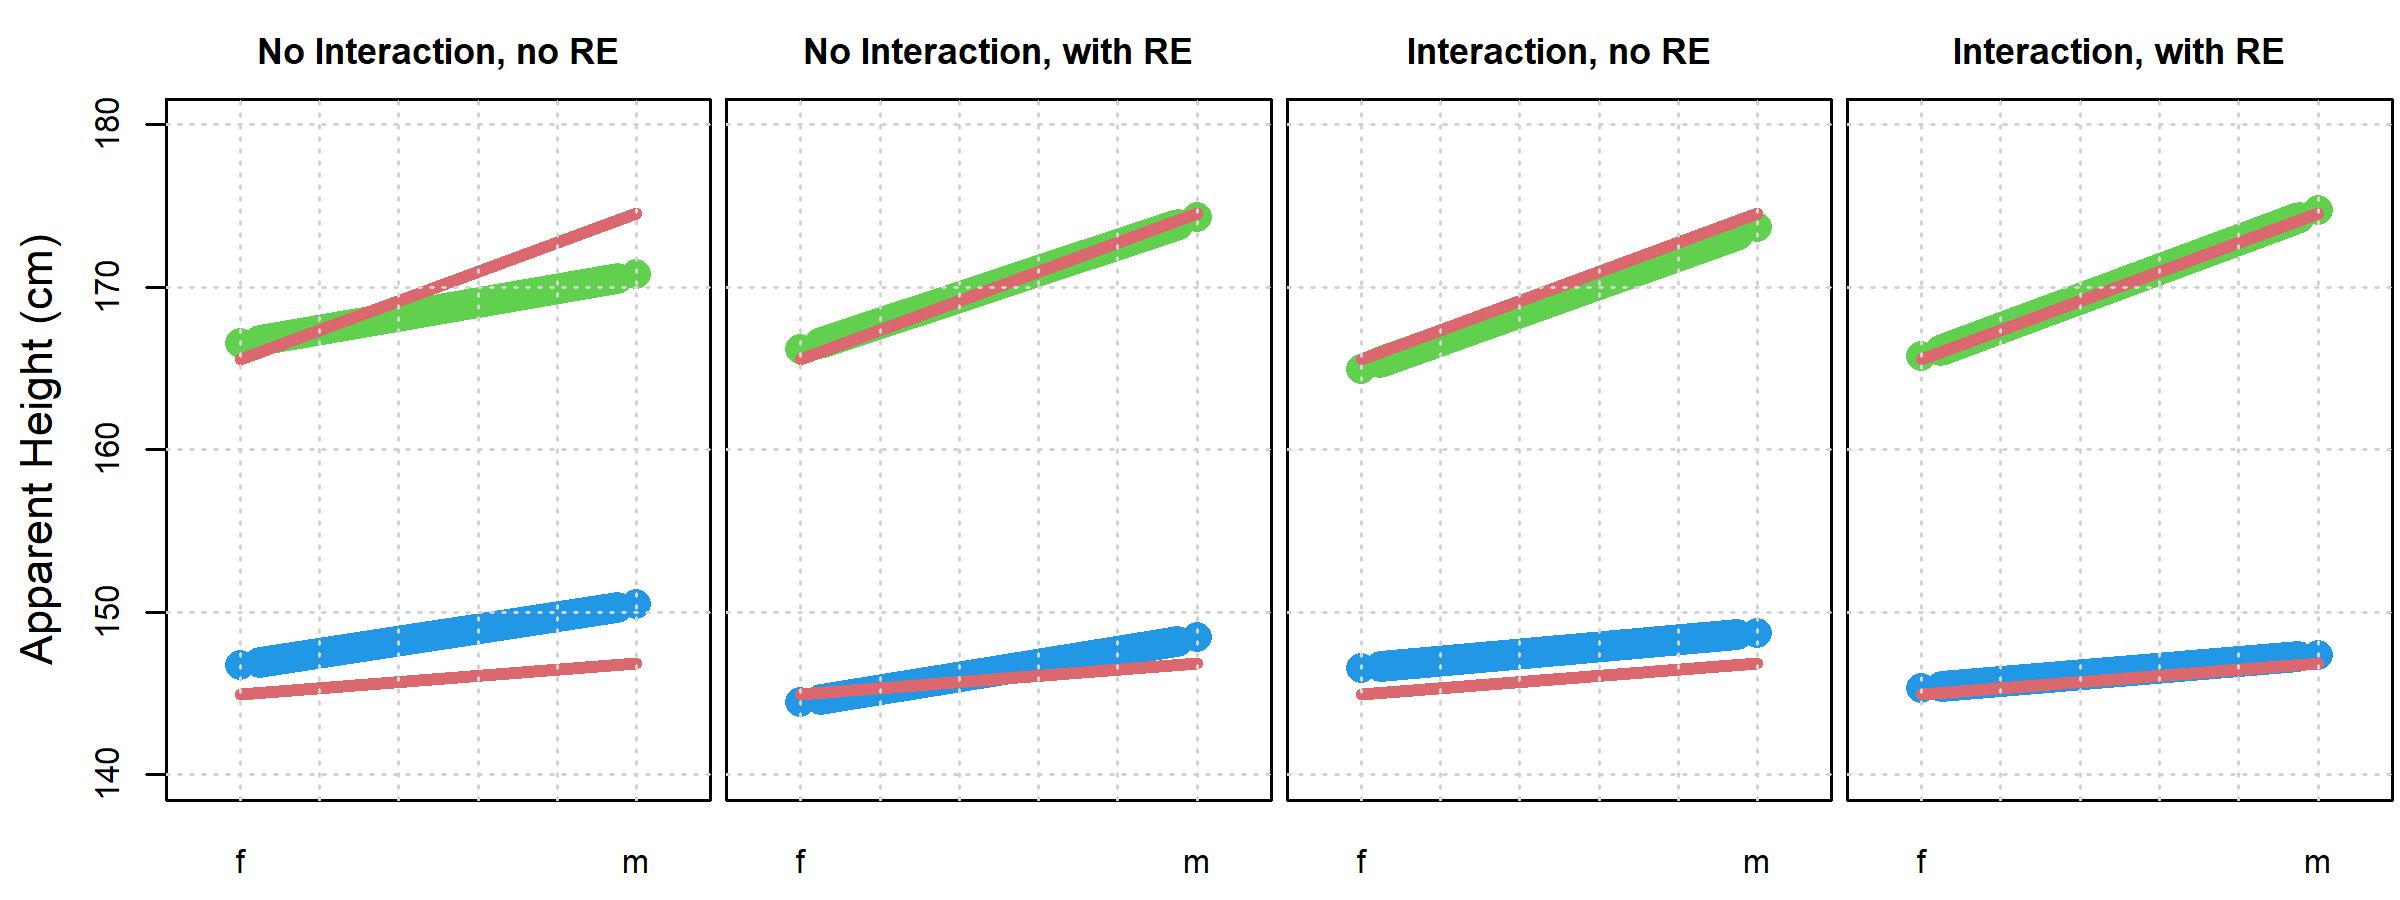 No Interaction, no RE
No Interaction, with RE
Interaction, no RE
Interaction, with RE
Apparent Height (cm)
180
170
160
150
140
f m f m f m f m